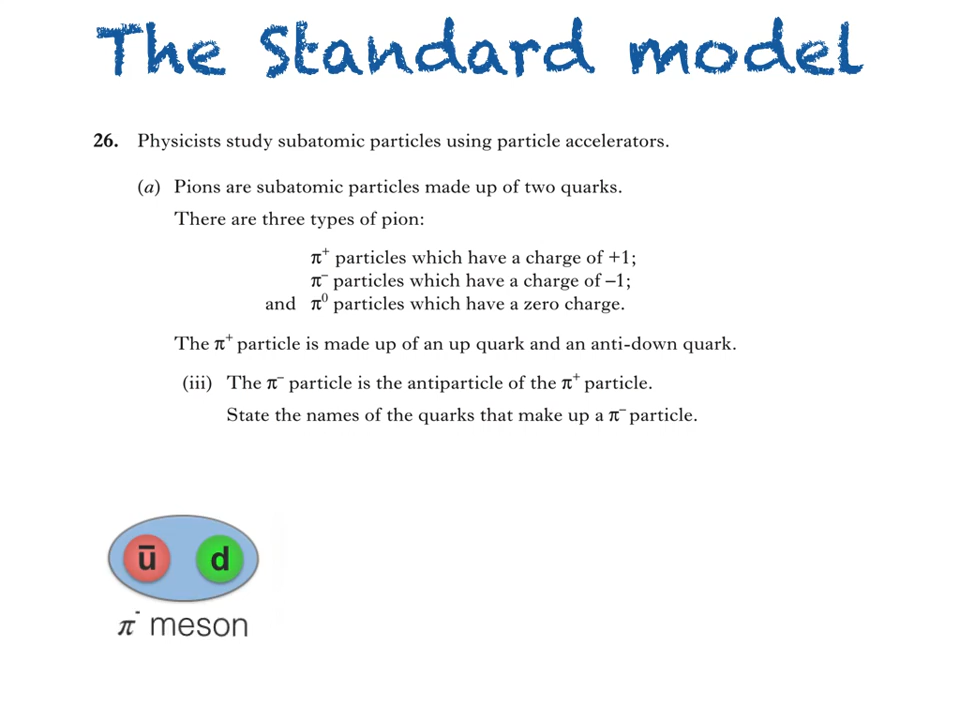 The Standard model
26. Physicists study subatomic particles using particle accelerators.
(a) Pions are subatomic particles made up of two quarks.
There are three types of pion:
π⁺ particles which have a charge of +1;
π⁻ particles which have a charge of –1;
and π⁰ particles which have a zero charge.
The π⁺ particle is made up of an up quark and an anti-down quark.
(iii) The π⁻ particle is the antiparticle of the π⁺ particle.
State the names of the quarks that make up a π⁻ particle.
ū d
π⁻ meson